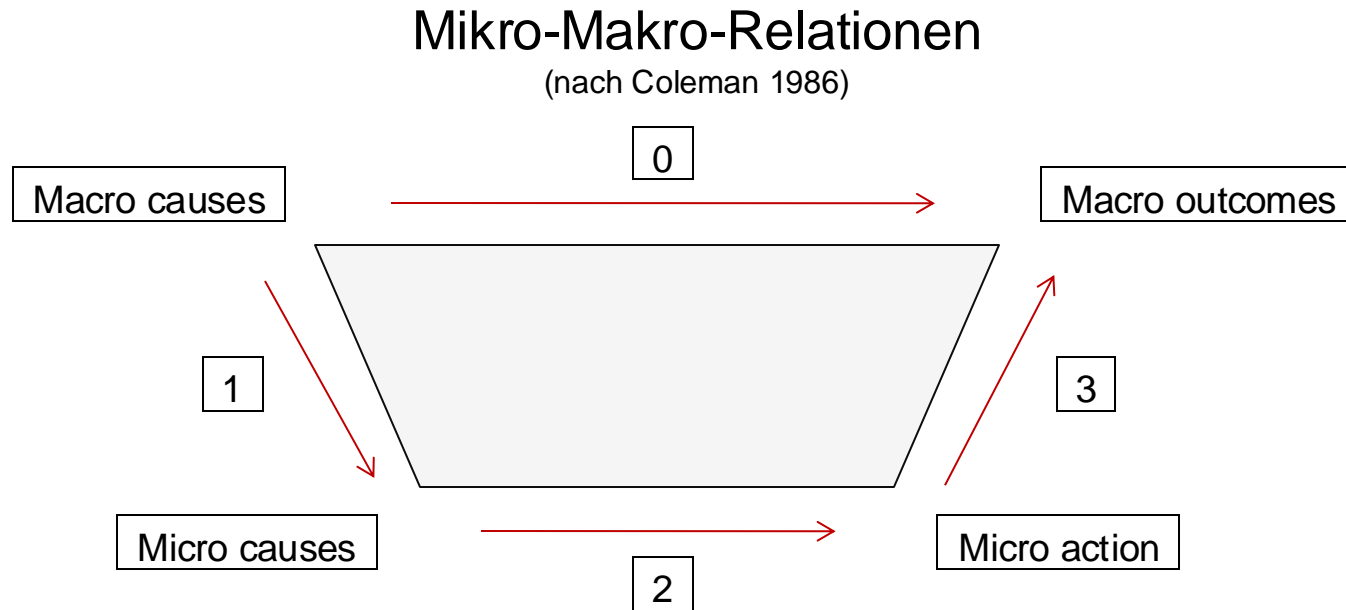 Mikro-Makro-Relationen
(nach Coleman 1986)
0
Macro causes
Macro outcomes
1
3
Micro causes
Micro action
2